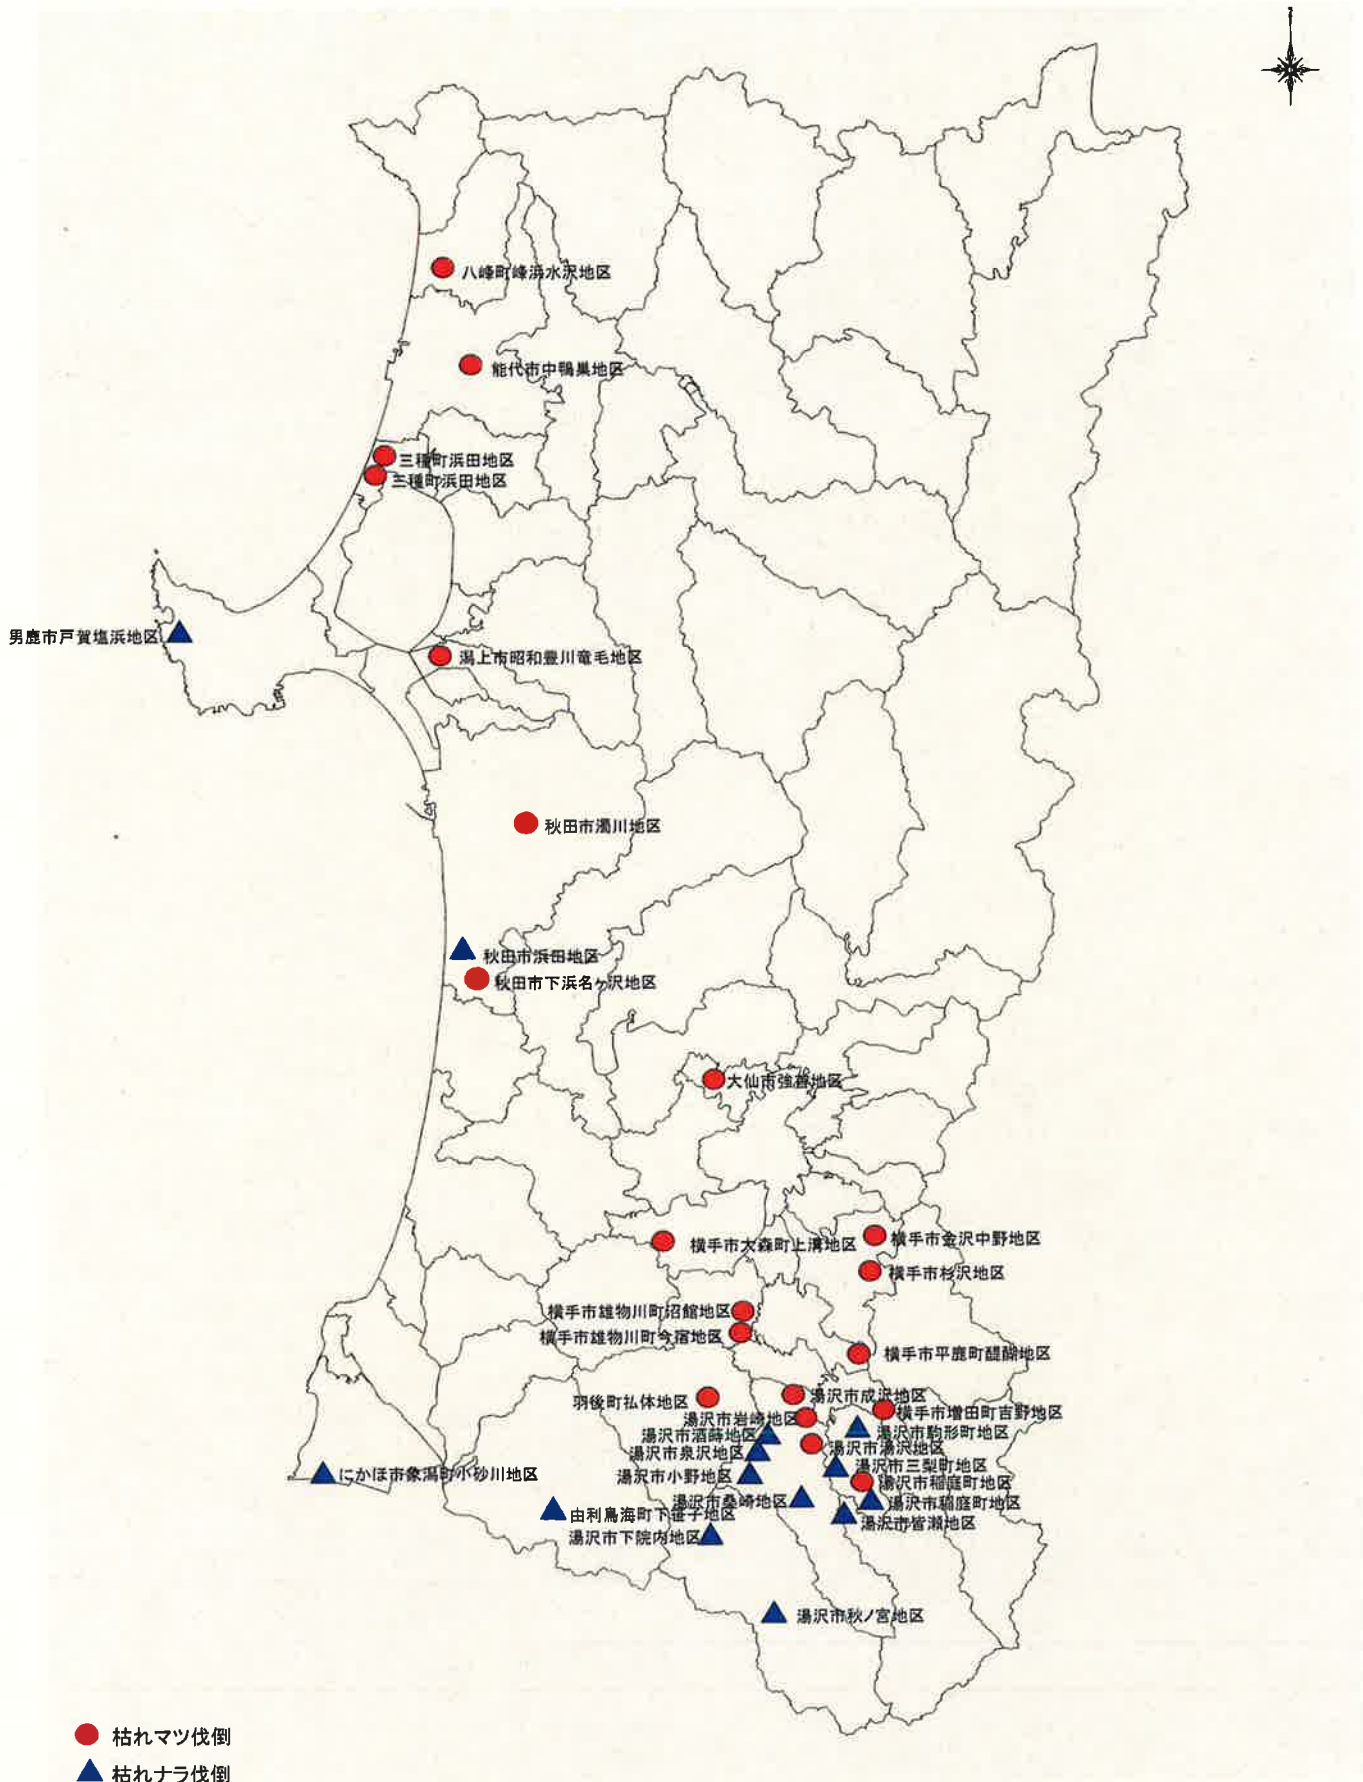 八峰町峰浜水沢地区
能代市中鴨巣地区
三種町浜田地区
三種町浜田地区
男鹿市戸賀塩浜地区
潟上市昭和豊川竜毛地区
秋田市濁川地区
秋田市浜田地区
秋田市下浜名ヶ沢地区
大仙市強首地区
横手市金沢中野地区
横手市大森町上溝地区
横手市杉沢地区
横手市雄物川町沼館地区
横手市雄物川町今宿地区
横手市平鹿町醍醐地区
湯沢市成沢地区
羽後町払体地区
横手市増田町吉野地区
湯沢市岩崎地区
湯沢市駒形町地区
湯沢市酒蒔地区
湯沢市湯沢地区
湯沢市泉沢地区
湯沢市三梨町地区
にかほ市象潟町小砂川地区
湯沢市小野地区
湯沢市稲庭町地区
湯沢市桑崎地区
湯沢市稲庭町地区
由利鳥海町下笹子地区
湯沢市皆瀬地区
湯沢市下院内地区
湯沢市秋ノ宮地区
枯れマツ伐倒
枯れナラ伐倒